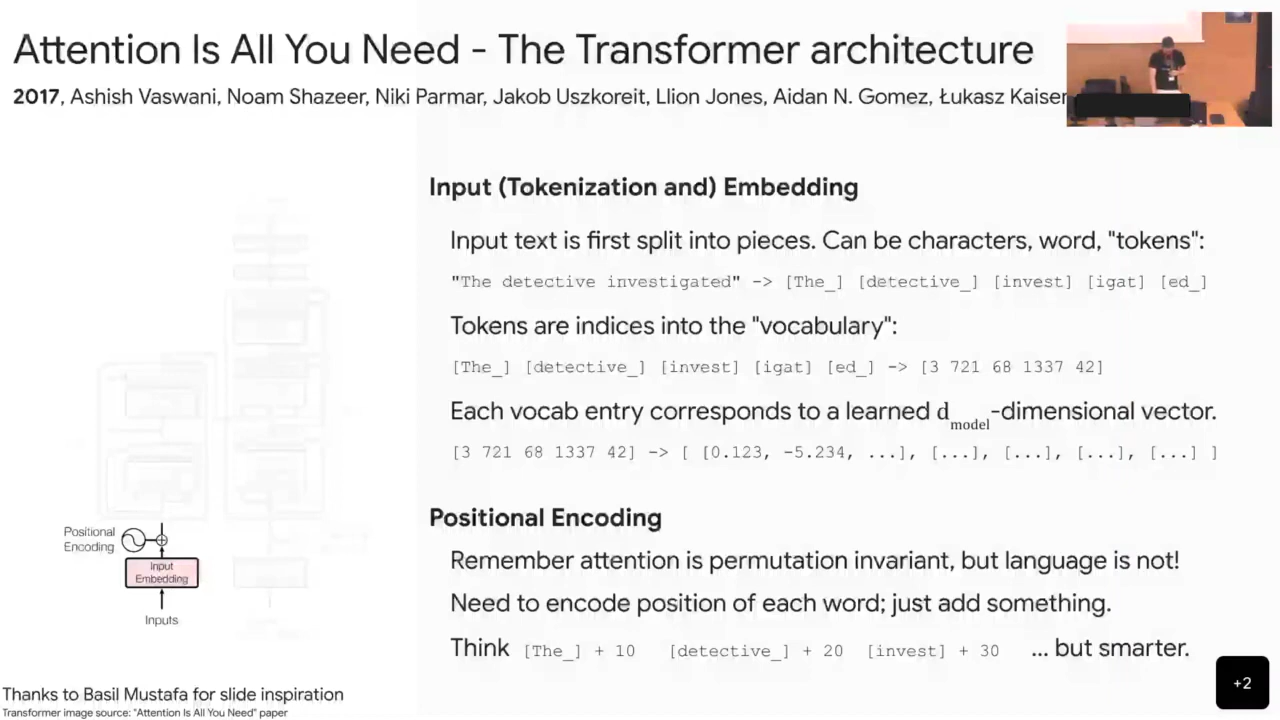 Attention Is All You Need - The Transformer architecture
2017, Ashish Vaswani, Noam Shazeer, Niki Parmar, Jakob Uszkoreit, Llion Jones, Aidan N. Gomez, Łukasz Kaiser
Input (Tokenization and) Embedding
Input text is first split into pieces. Can be characters, word, "tokens":
"The detective investigated" -> [The_] [detective_] [invest] [igat] [ed_]
Tokens are indices into the "vocabulary":
[The_] [detective_] [invest] [igat] [ed_] -> [3 721 68 1337 42]
Each vocab entry corresponds to a learned dmodel-dimensional vector.
[3 721 68 1337 42] -> [ [0.123, -5.234, ...], [...], [...], [...], [...] ]
Positional Encoding
Remember attention is permutation invariant, but language is not!
Need to encode position of each word; just add something.
Think [The_] + 10 [detective_] + 20 [invest] + 30 ... but smarter.
Positional
Encoding
Input
Embedding
Inputs
Thanks to Basil Mustafa for slide inspiration
Transformer image source: "Attention Is All You Need" paper
+2